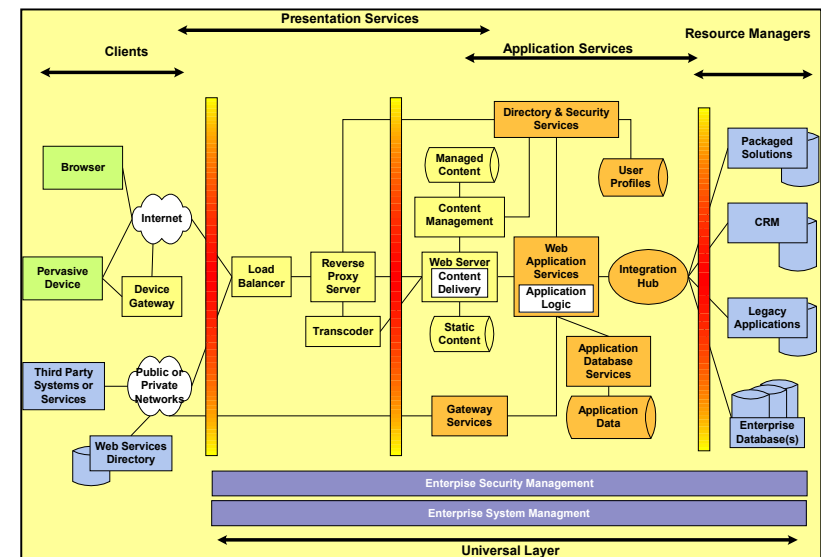 Presentation Services
Clients
Application Services
Resource Managers
Directory & Security
Services
Browser
Managed
Content
User
Profiles
Packaged
Solutions
Internet
Content
Management
CRM
Pervasive
Device
Device
Gateway
Load
Balancer
Reverse
Proxy
Server
Web Server
Content
Delivery
Web
Application
Services
Application
Logic
Integration
Hub
Transcoder
Static
Content
Legacy
Applications
Third Party
Systems or
Services
Public or
Private
Networks
Application
Database
Services
Gateway
Services
Application
Data
Enterprise
Database(s)
Web Services
Directory
Enterpise Security Management
Enterprise System Managment
Universal Layer